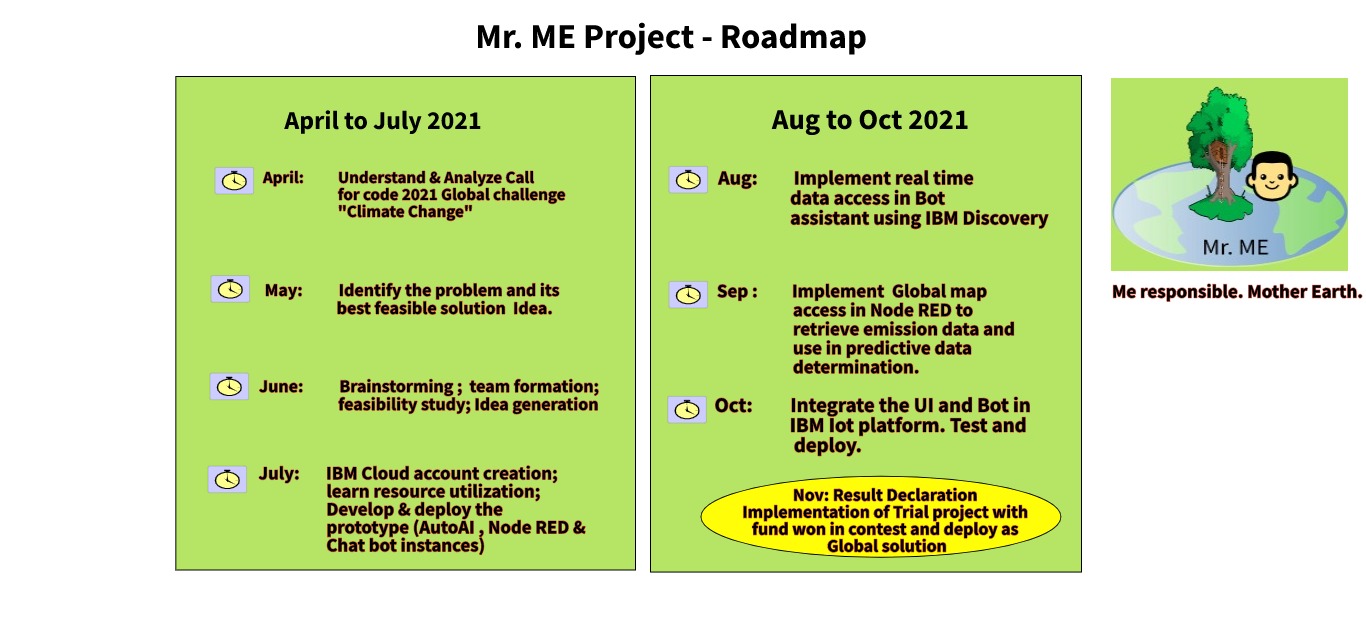 Mr. ME Project - Roadmap
April to July 2021
April:
Understand & Analyze Call
for code 2021 Global challenge
"Climate Change"
May:
Identify the problem and its
best feasible solution Idea.
June:
Brainstorming ; team formation;
feasibility study; Idea generation
July:
IBM Cloud account creation;
learn resource utilization;
Develop & deploy the
prototype (AutoAI , Node RED &
Chat bot instances)
Aug to Oct 2021
Aug:
Implement real time
data access in Bot
assistant using IBM Discovery
Sep :
Implement Global map
access in Node RED to
retrieve emission data and
use in predictive data
determination.
Oct:
Integrate the UI and Bot in
IBM Iot platform. Test and
deploy.
Nov: Result Declaration
Implementation of Trial project with
fund won in contest and deploy as
Global solution
Mr. ME
Me responsible. Mother Earth.